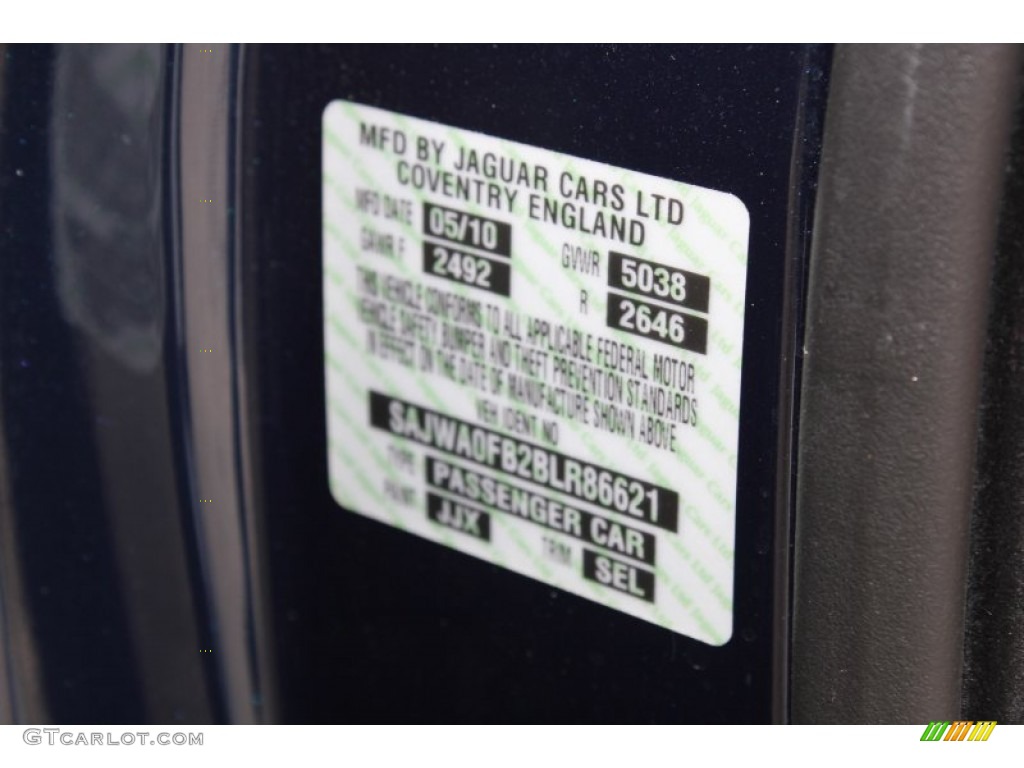 MFD BY JAGUAR CARS LTD
COVENTRY ENGLAND
MFD DATE 05/10 GVWR 5038
GAWR F 2492 R 2646
THIS VEHICLE CONFORMS TO ALL APPLICABLE FEDERAL MOTOR
VEHICLE SAFETY, BUMPER AND THEFT PREVENTION STANDARDS
IN EFFECT ON THE DATE OF MANUFACTURE SHOWN ABOVE
VEH IDENT NO
SAJWA0FB2BLR86621
TYPE PASSENGER CAR
PAINT JJX TRIM SEL
GTCarlot.com